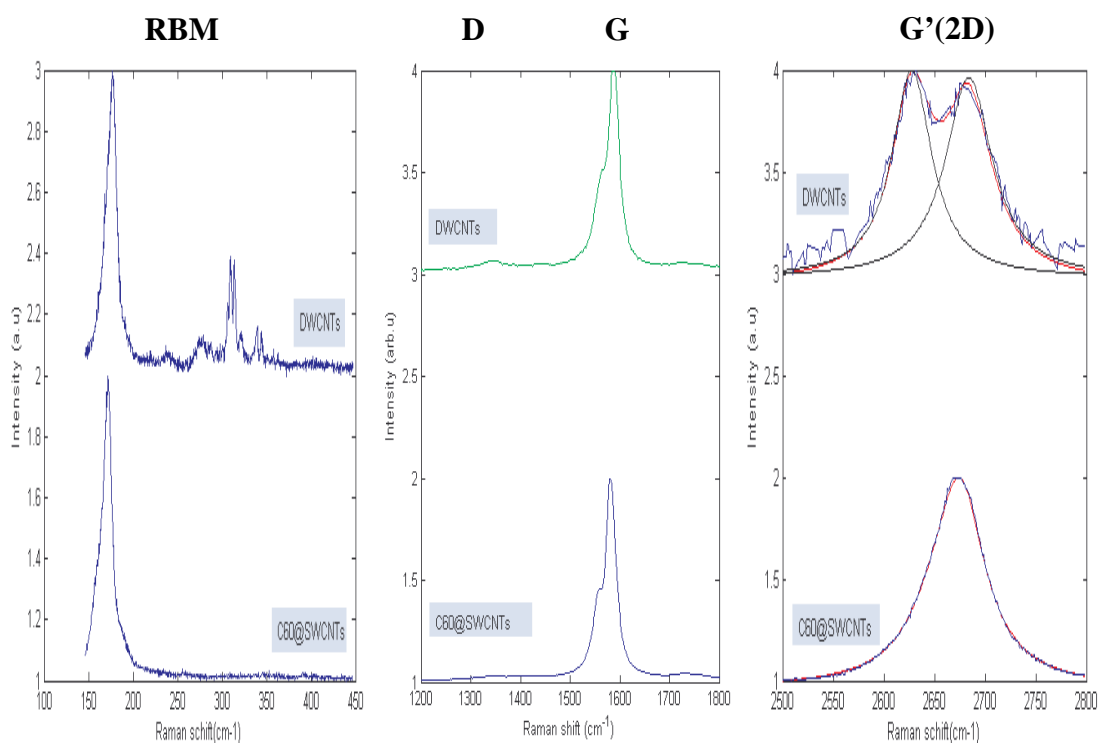 RBM
D
G
G’(2D)
3
2.8
2.6
2.4
2.2
2
1.8
1.6
1.4
1.2
1
Intensity (a.u)
DWCNTs
C60@SWCNTs
100 150 200 250 300 350 400 450
Raman schift(cm-1)
4
3.5
3
2.5
2
1.5
1
Intensity (arb.u)
DWCNTs
C60@SWCNTs
1200 1300 1400 1500 1600 1700 1800
Raman shift (cm-1)
4
3.5
3
2.5
2
1.5
1
Intensity (a.u)
DWCNTs
C60@SWCNTs
2500 2550 2600 2650 2700 2750 2800
Raman schift(cm-1)